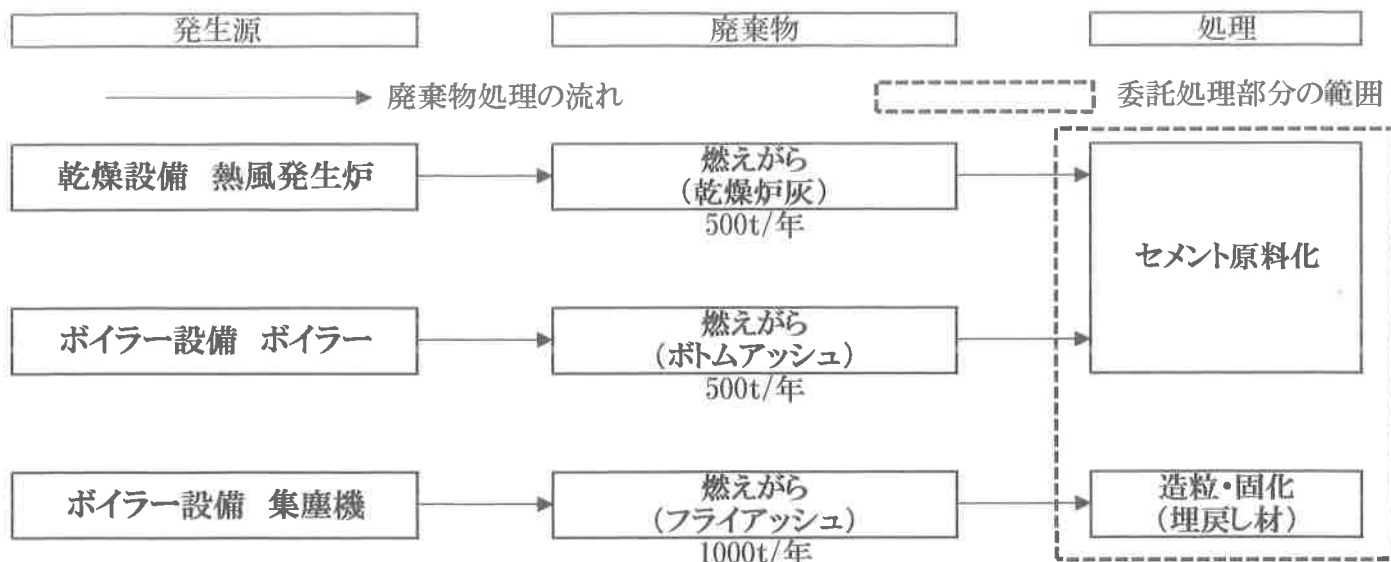 発生源
廃棄物
処理
廃棄物処理の流れ
委託処理部分の範囲
乾燥設備 熱風発生炉
燃えがら
(乾燥炉灰)
500t/年
セメント原料化
ボイラー設備 ボイラー
燃えがら
(ボトムアッシュ)
500t/年
ボイラー設備 集塵機
燃えがら
(フライアッシュ)
1000t/年
造粒・固化
(埋戻し材)